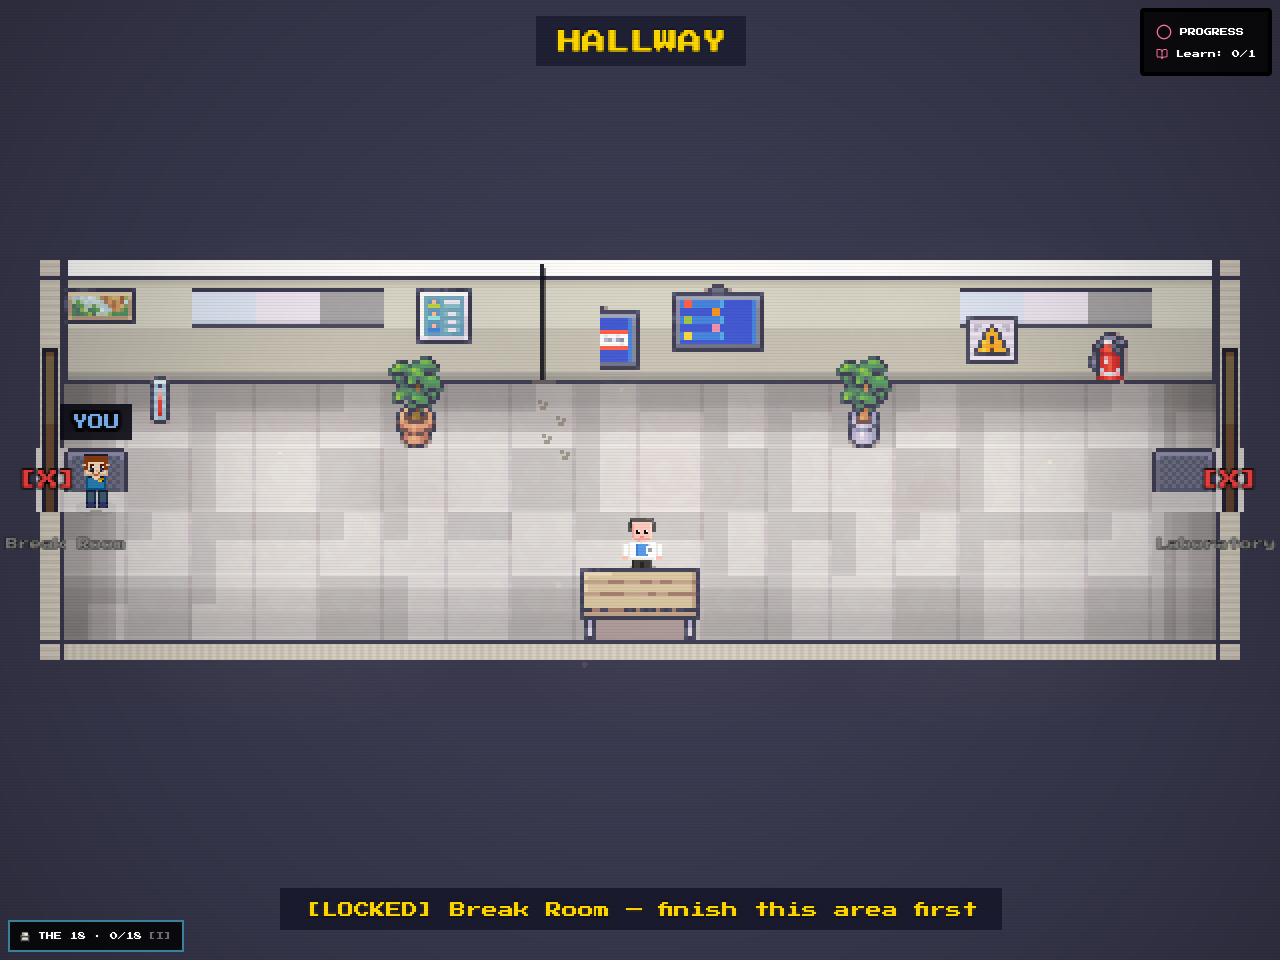 HALLWAY
PROGRESS
Learn: 0/1
YOU
[X]
[X]
Break Room
Laboratory
[LOCKED] Break Room — finish this area first
THE 18 · 0/18 [I]